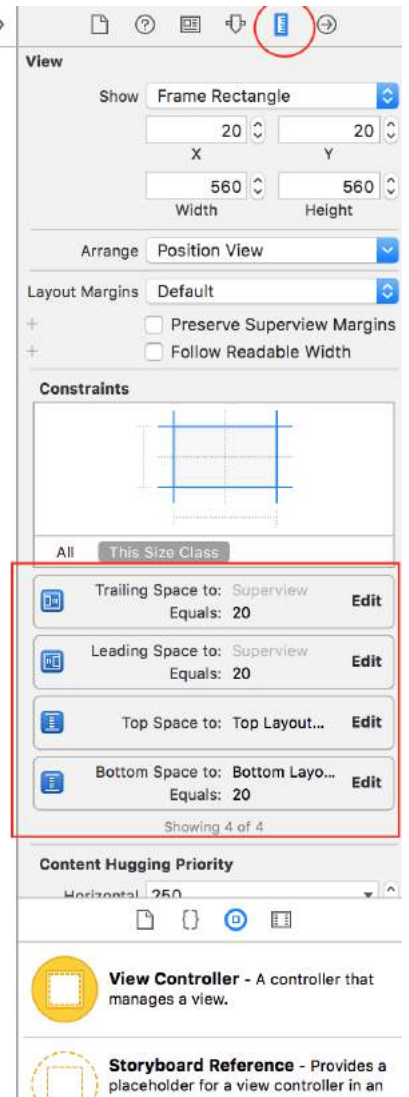 View
Show Frame Rectangle
20 20
X Y
560 560
Width Height
Arrange Position View
Layout Margins Default
Preserve Superview Margins
Follow Readable Width
Constraints
All This Size Class
Trailing Space to: Superview
Equals: 20 Edit
Leading Space to: Superview
Equals: 20 Edit
Top Space to: Top Layout... Edit
Bottom Space to: Bottom Layo...
Equals: 20 Edit
Showing 4 of 4
Content Hugging Priority
Horizontal 250
View Controller - A controller that
manages a view.
Storyboard Reference - Provides a
placeholder for a view controller in an